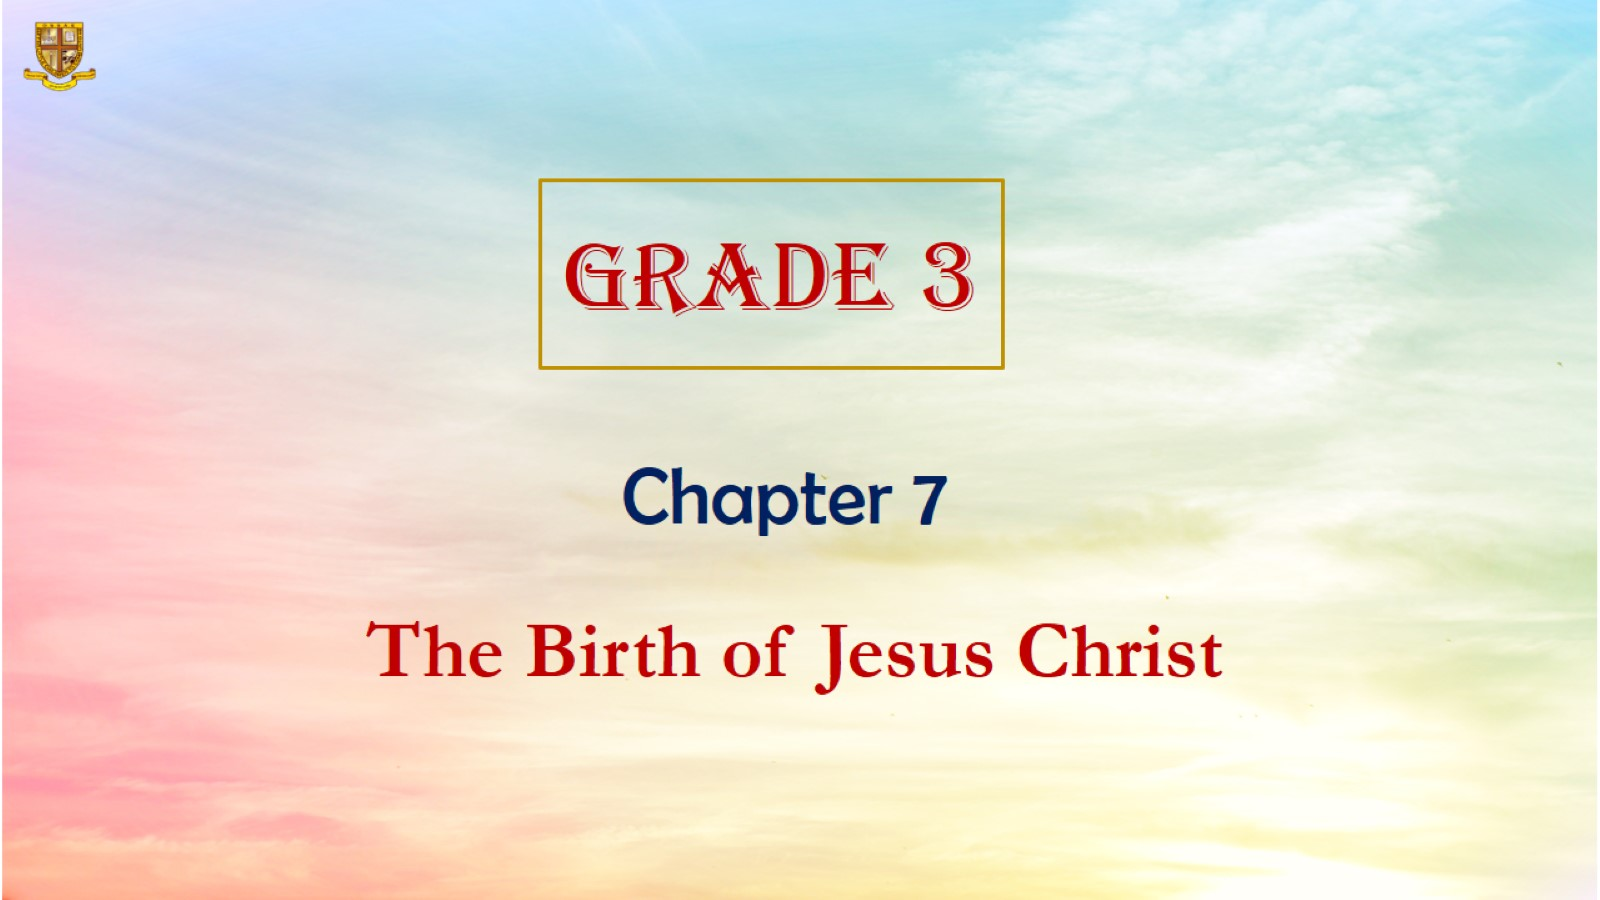 GRADE 3
Chapter 7
The Birth of Jesus Christ